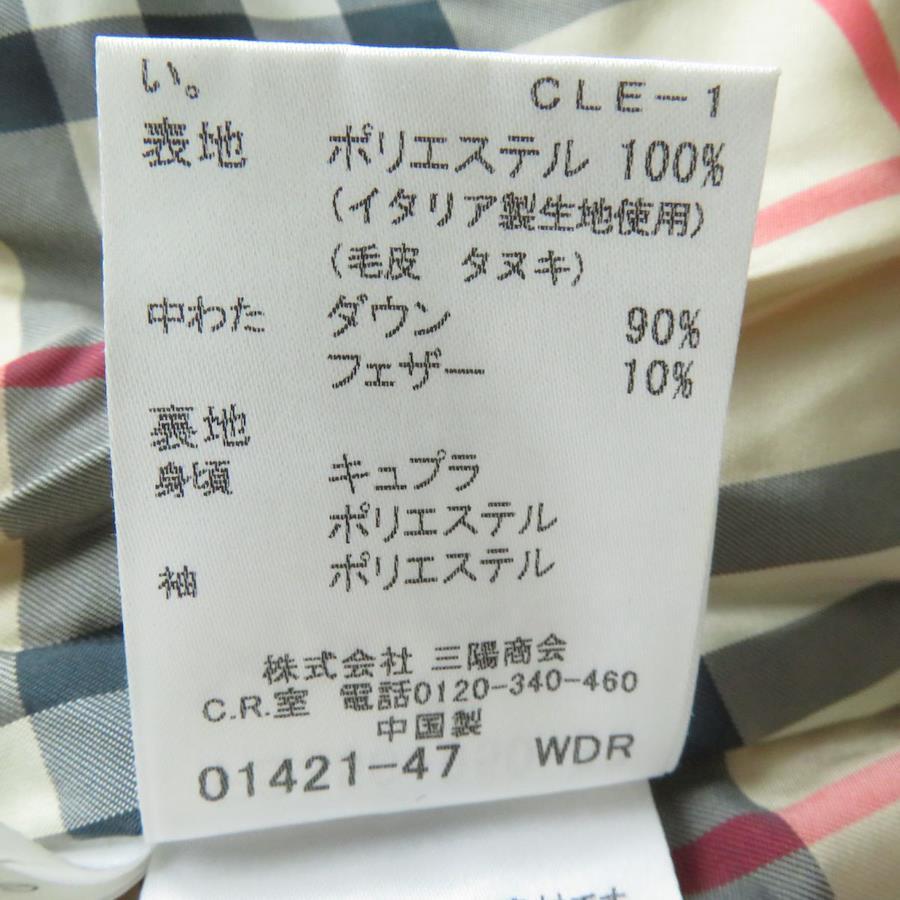 い。
CLE-1
表地 ポリエステル 100%
(イタリア製生地使用)
(毛皮 タヌキ)
中わた ダウン 90%
フェザー 10%
裏地
身頃 キュプラ
ポリエステル
袖 ポリエステル
株式会社 三陽商会
C.R.室 電話0120-340-460
中国製
01421-47 WDR